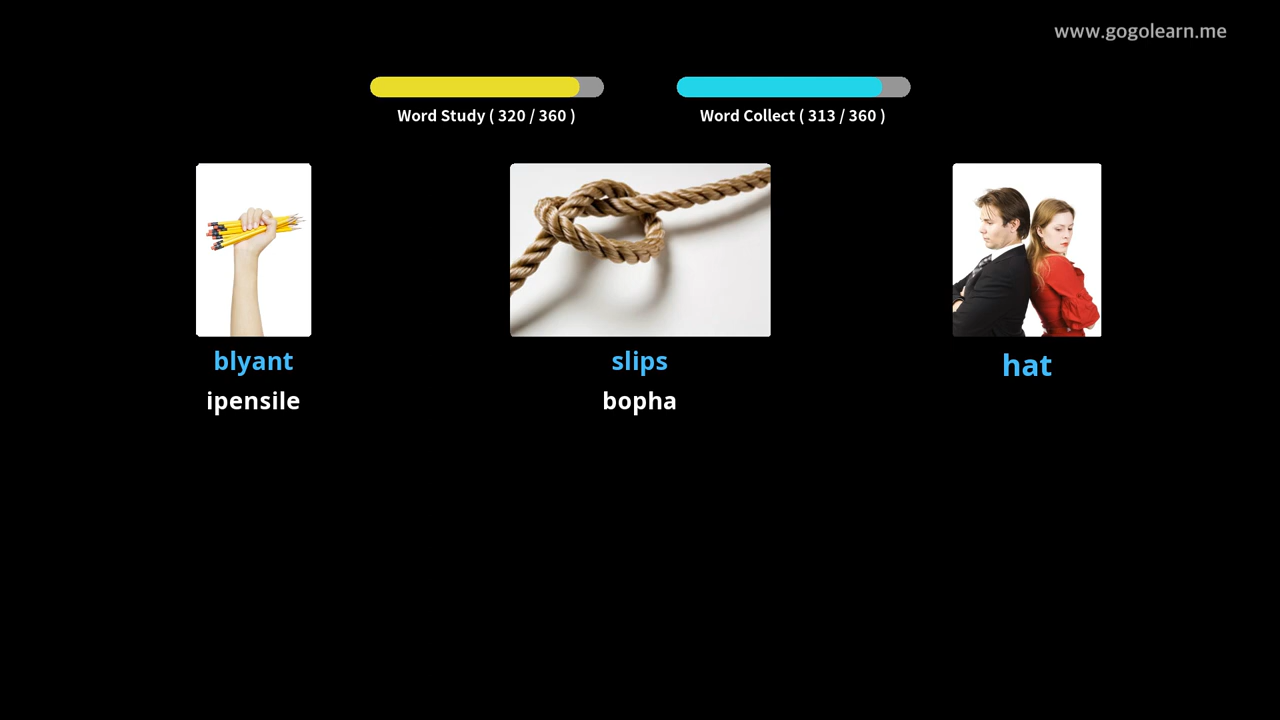 www.gogolearn.me
Word Study ( 320 / 360 )
Word Collect ( 313 / 360 )
blyant
slips
hat
ipensile
bopha